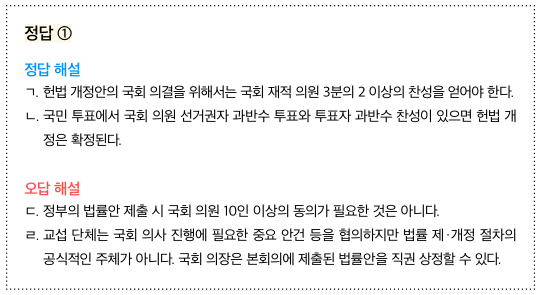 정답 ①
정답 해설
ㄱ. 헌법 개정안의 국회 의결을 위해서는 국회 재적 의원 3분의 2 이상의 찬성을 얻어야 한다.
ㄴ. 국민 투표에서 국회 의원 선거권자 과반수 투표와 투표자 과반수 찬성이 있으면 헌법 개
정은 확정된다.
오답 해설
ㄷ. 정부의 법률안 제출 시 국회 의원 10인 이상의 동의가 필요한 것은 아니다.
ㄹ. 교섭 단체는 국회 의사 진행에 필요한 중요 안건 등을 협의하지만 법률 제·개정 절차의
공식적인 주체가 아니다. 국회 의장은 본회의에 제출된 법률안을 직권 상정할 수 있다.